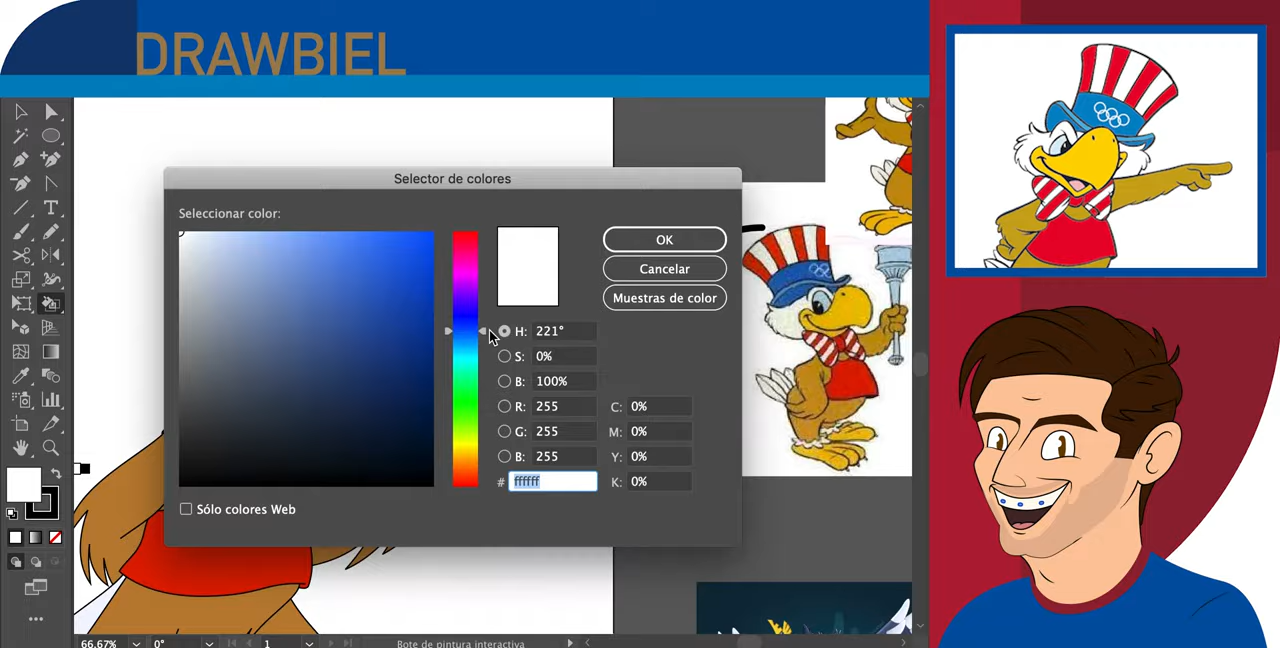 DRAWBIEL
Selector de colores
Seleccionar color:
OK
Cancelar
Muestras de color
H: 221°
S: 0%
B: 100%
R: 255 C: 0%
G: 255 M: 0%
B: 255 Y: 0%
# ffffff K: 0%
Sólo colores Web
66.67% 0° 1 Bote de pintura interactiva